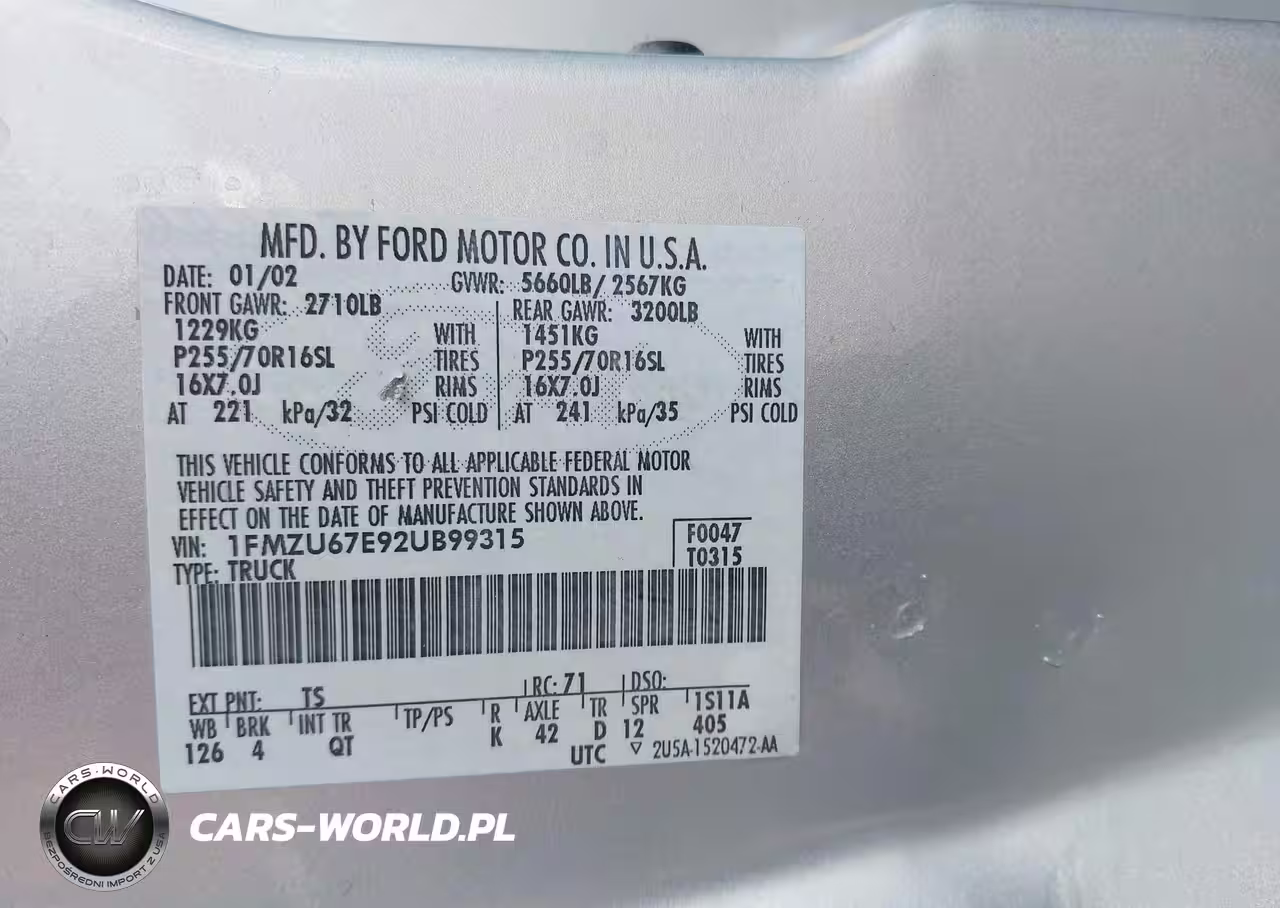 MFD. BY FORD MOTOR CO. IN U.S.A.
DATE: 01/02 GVWR: 5660LB/ 2567KG
FRONT GAWR: 2710LB REAR GAWR: 3200LB
1229KG WITH 1451KG WITH
P255/70R16SL TIRES P255/70R16SL TIRES
16X7.0J RIMS 16X7.0J RIMS
AT 221 kPa/32 PSI COLD AT 241 kPa/35 PSI COLD
THIS VEHICLE CONFORMS TO ALL APPLICABLE FEDERAL MOTOR
VEHICLE SAFETY AND THEFT PREVENTION STANDARDS IN
EFFECT ON THE DATE OF MANUFACTURE SHOWN ABOVE.
VIN: 1FMZU67E92UB99315 F0047
TYPE: TRUCK T0315
EXT PNT: TS RC: 71 DSO:
WB BRK INT TR TP/PS R AXLE TR SPR 1S11A
126 4 QT K 42 D 12 405
UTC ▽ 2U5A-1520472-AA
CARS-WORLD
CW
BEZPOŚREDNI IMPORT Z USA
CARS-WORLD.PL